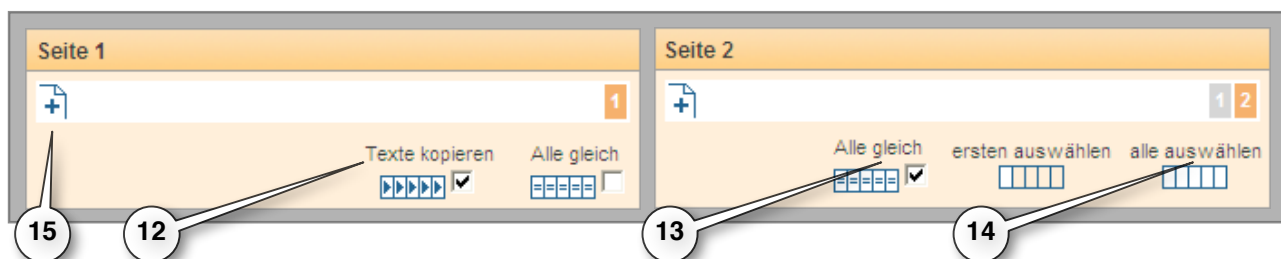 Seite 1
1
Texte kopieren Alle gleich
Seite 2
1 2
Alle gleich ersten auswählen alle auswählen
15 12 13 14